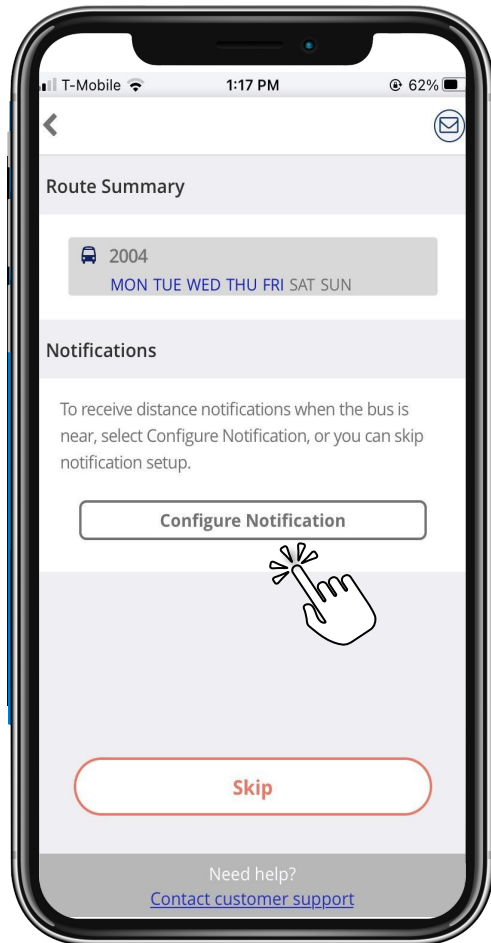 T-Mobile 1:17 PM 62%
Route Summary
2004
MON TUE WED THU FRI SAT SUN
Notifications
To receive distance notifications when the bus is
near, select Configure Notification, or you can skip
notification setup.
Configure Notification
Skip
Need help?
Contact customer support